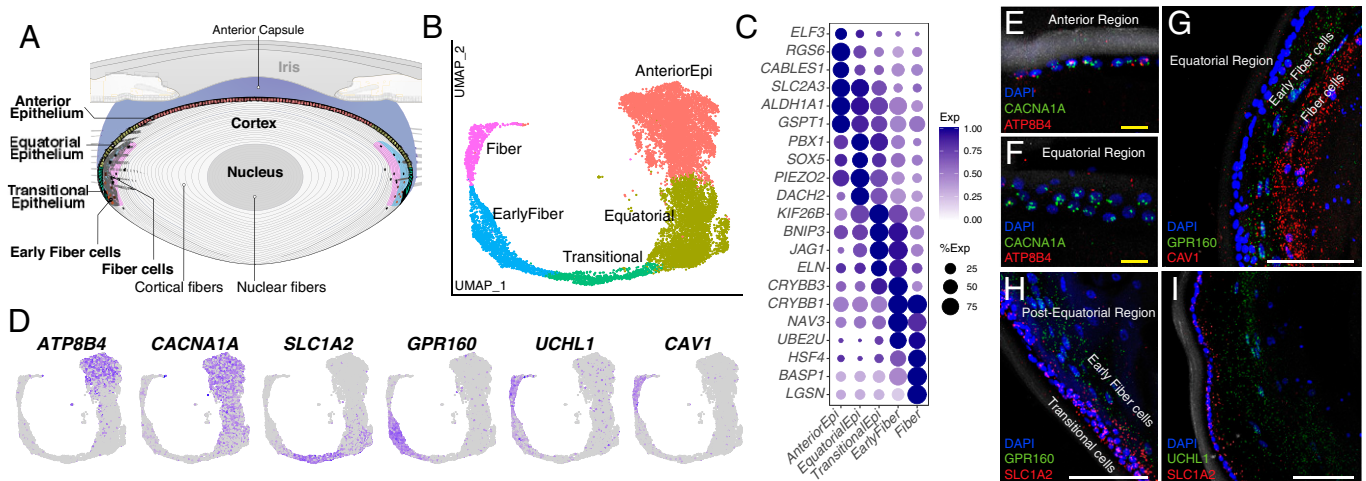 A
Anterior Capsule
Iris
Anterior
Epithelium
Equatorial
Epithelium
Transitional
Epithelium
Early Fiber cells
Fiber cells
Cortical fibers
Nuclear fibers
Cortex
Nucleus
B
UMAP_2
UMAP_1
AnteriorEpi
Fiber
EarlyFiber
Equatorial
Transitional
C
ELF3
RGS6
CABLES1
SLC2A3
ALDH1A1
GSPT1
PBX1
SOX5
PIEZO2
DACH2
KIF26B
BNIP3
JAG1
ELN
CRYBB3
CRYBB1
NAV3
UBE2U
HSF4
BASP1
LGSN
AnteriorEpi
EquatorialEpi
TransitionalEpi
EarlyFiber
Fiber
Exp
1.00
0.75
0.50
0.25
0.00
%Exp
25
50
75
D
ATP8B4 CACNA1A SLC1A2 GPR160 UCHL1 CAV1
E
Anterior Region
DAPI
CACNA1A
ATP8B4
F
Equatorial Region
DAPI
CACNA1A
ATP8B4
G
Equatorial Region
Early Fiber cells
Fiber cells
DAPI
GPR160
CAV1
H
Post-Equatorial Region
Early Fiber cells
Transitional cells
DAPI
GPR160
SLC1A2
I
DAPI
UCHL1
SLC1A2